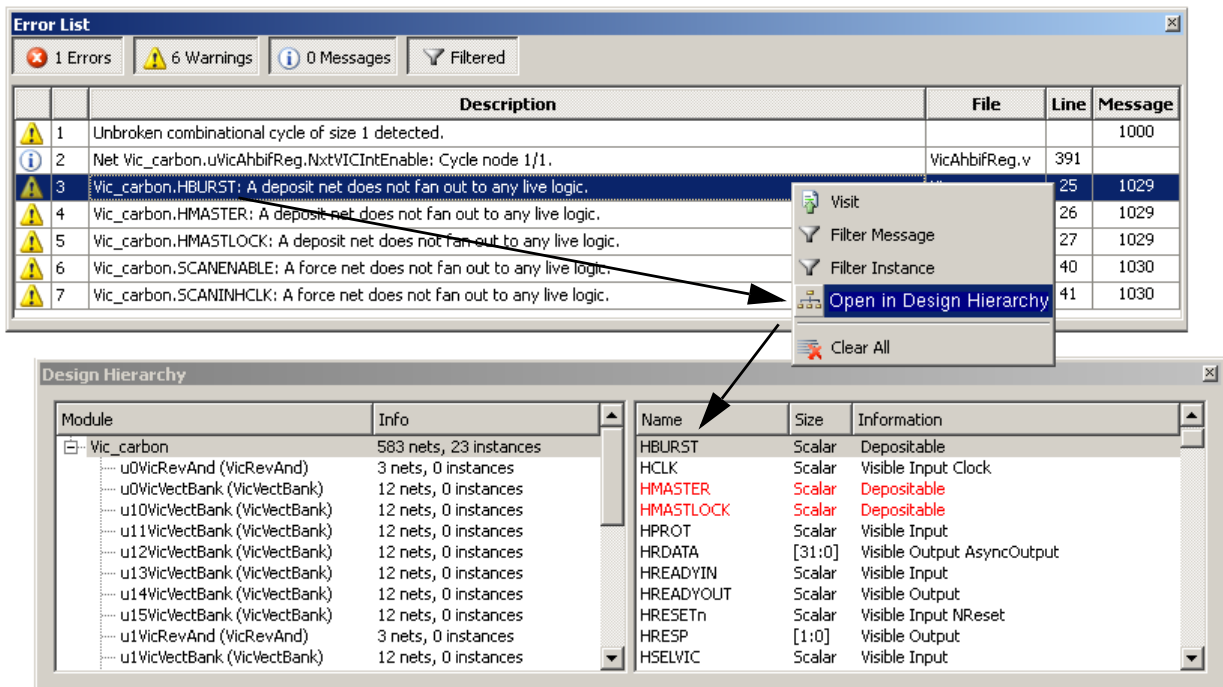 Error List
1 Errors 6 Warnings 0 Messages Filtered
Description File Line Message
1 Unbroken combinational cycle of size 1 detected. 1000
2 Net Vic_carbon.uVicAhbifReg.NxtVICIntEnable: Cycle node 1/1. VicAhbifReg.v 391
3 Vic_carbon.HBURST: A deposit net does not fan out to any live logic. 25 1029
4 Vic_carbon.HMASTER: A deposit net does not fan out to any live logic. 26 1029
5 Vic_carbon.HMASTLOCK: A deposit net does not fan out to any live logic. 27 1029
6 Vic_carbon.SCANENABLE: A force net does not fan out to any live logic. 40 1030
7 Vic_carbon.SCANINHCLK: A force net does not fan out to any live logic. 41 1030
Visit
Filter Message
Filter Instance
Open in Design Hierarchy
Clear All
Design Hierarchy
Module Info
Vic_carbon 583 nets, 23 instances
u0VicRevAnd (VicRevAnd) 3 nets, 0 instances
u0VicVectBank (VicVectBank) 12 nets, 0 instances
u10VicVectBank (VicVectBank) 12 nets, 0 instances
u11VicVectBank (VicVectBank) 12 nets, 0 instances
u12VicVectBank (VicVectBank) 12 nets, 0 instances
u13VicVectBank (VicVectBank) 12 nets, 0 instances
u14VicVectBank (VicVectBank) 12 nets, 0 instances
u15VicVectBank (VicVectBank) 12 nets, 0 instances
u1VicRevAnd (VicRevAnd) 3 nets, 0 instances
u1VicVectBank (VicVectBank) 12 nets, 0 instances
Name Size Information
HBURST Scalar Depositable
HCLK Scalar Visible Input Clock
HMASTER Scalar Depositable
HMASTLOCK Scalar Depositable
HPROT Scalar Visible Input
HRDATA [31:0] Visible Output AsyncOutput
HREADYIN Scalar Visible Input
HREADYOUT Scalar Visible Output
HRESETn Scalar Visible Input NReset
HRESP [1:0] Visible Output
HSELVIC Scalar Visible Input